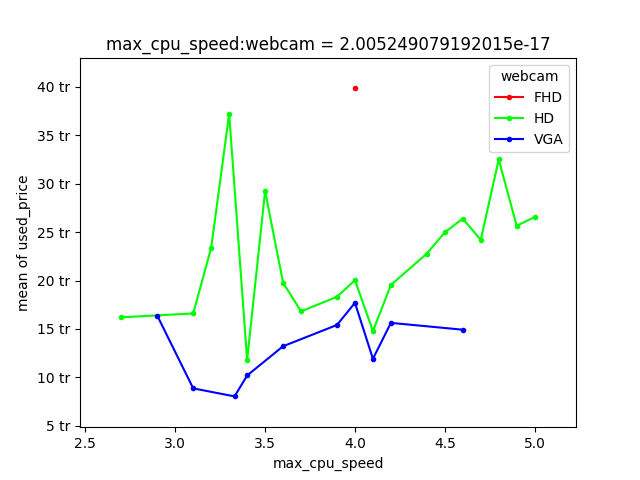 max_cpu_speed:webcam = 2.005249079192015e-17
webcam
FHD
HD
VGA
mean of used_price
40 tr
35 tr
30 tr
25 tr
20 tr
15 tr
10 tr
5 tr
2.5 3.0 3.5 4.0 4.5 5.0
max_cpu_speed